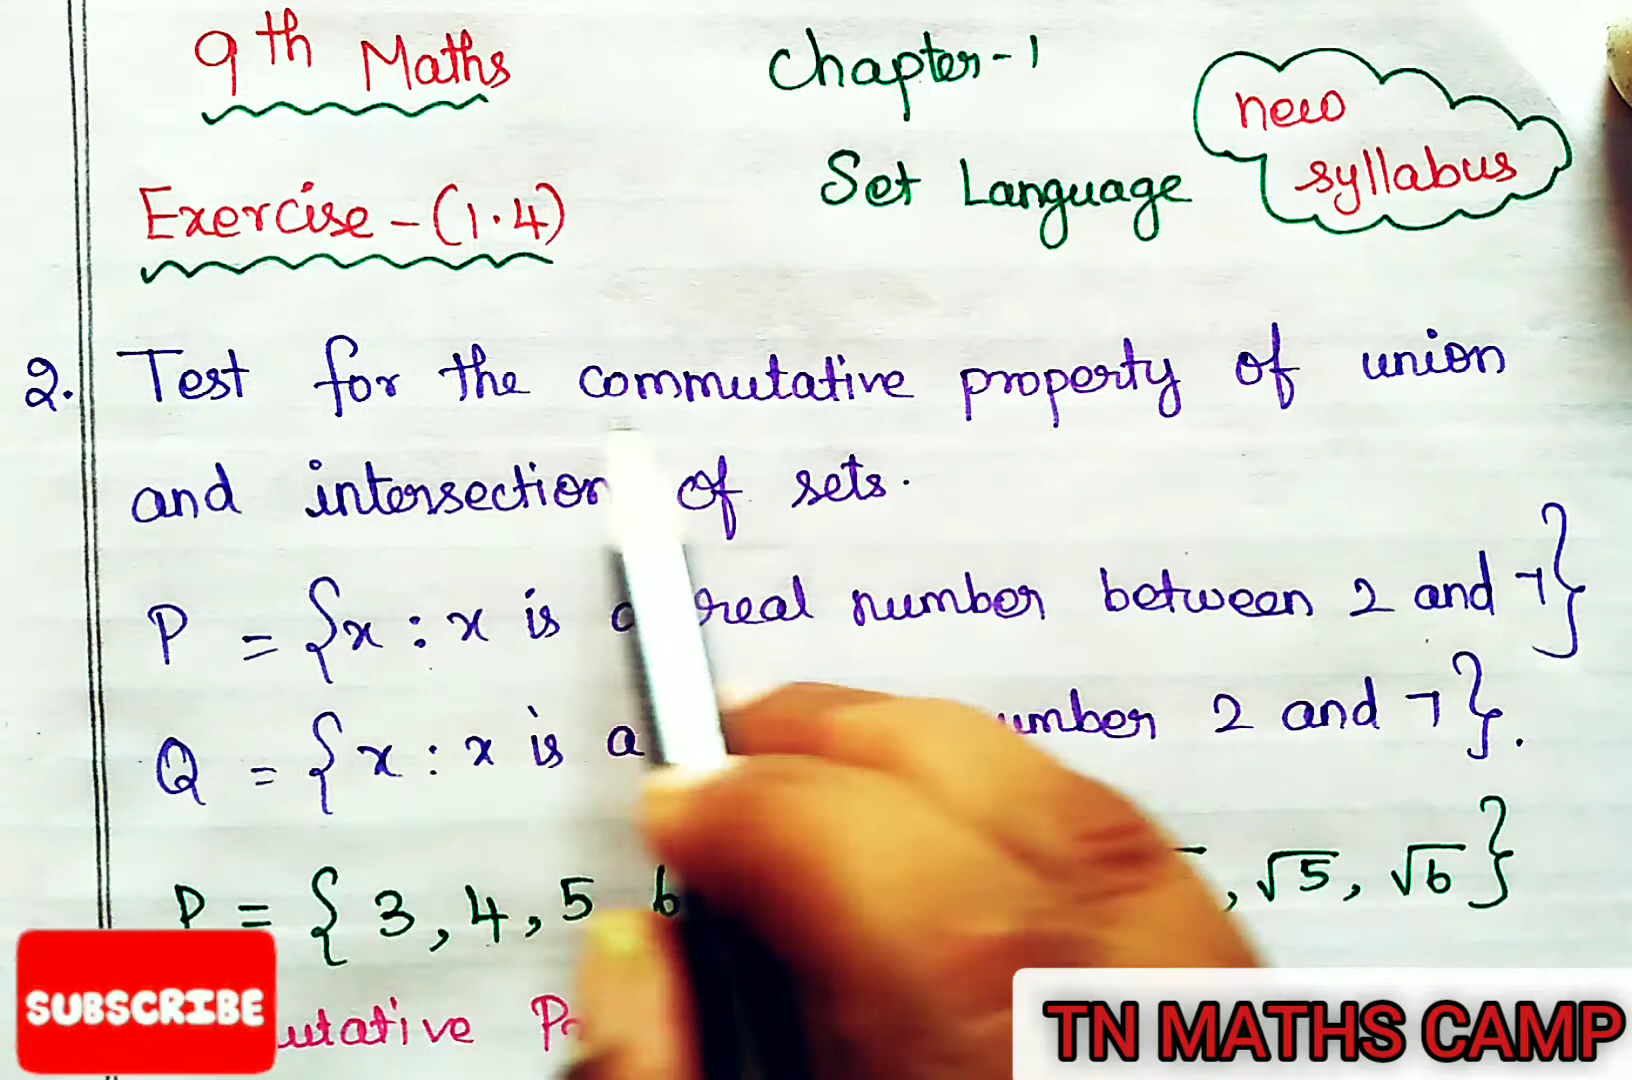 9th Maths
Chapter-1
new
syllabus
Set Language
Exercise-(1.4)
2. Test for the commutative property of union
and intersection of sets.
P = {x : x is real number between 2 and 7}
Q = {x : x is a 2 and 7}.
P = { 3, 4, 5 6 , √5, √6 }
SUBSCRIBE
TN MATHS CAMP